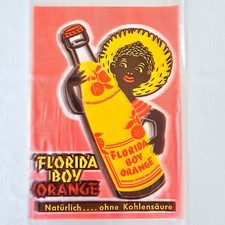 FLORIDA
BOY
ORANGE
FLORIDA
BOY
ORANGE
Natürlich.... ohne Kohlensäure